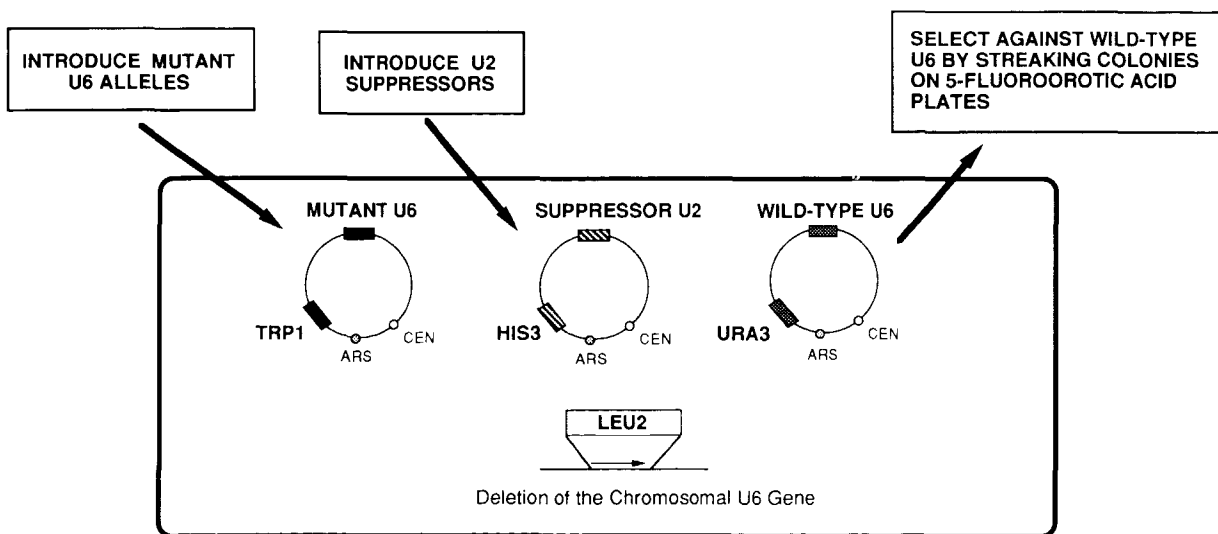 INTRODUCE MUTANT
U6 ALLELES
INTRODUCE U2
SUPPRESSORS
SELECT AGAINST WILD-TYPE
U6 BY STREAKING COLONIES
ON 5-FLUOROOROTIC ACID
PLATES
MUTANT U6
SUPPRESSOR U2
WILD-TYPE U6
TRP1
ARS
CEN
HIS3
ARS
CEN
URA3
ARS
CEN
LEU2
Deletion of the Chromosomal U6 Gene